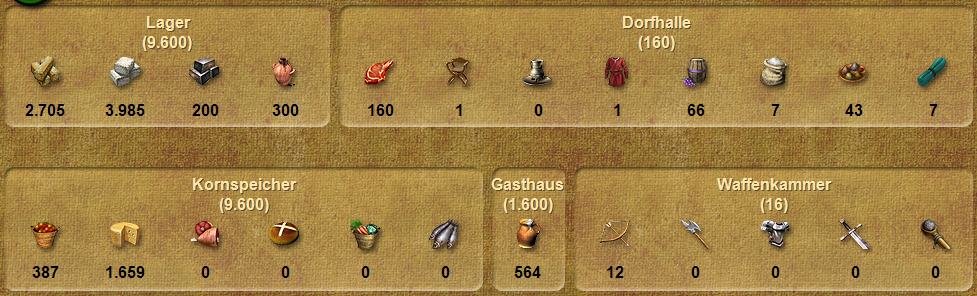 Lager
(9.600)
2.705 3.985 200 300
Dorfhalle
(160)
160 1 0 1 66 7 43 7
Kornspeicher
(9.600)
387 1.659 0 0 0 0
Gasthaus
(1.600)
564
Waffenkammer
(16)
12 0 0 0 0